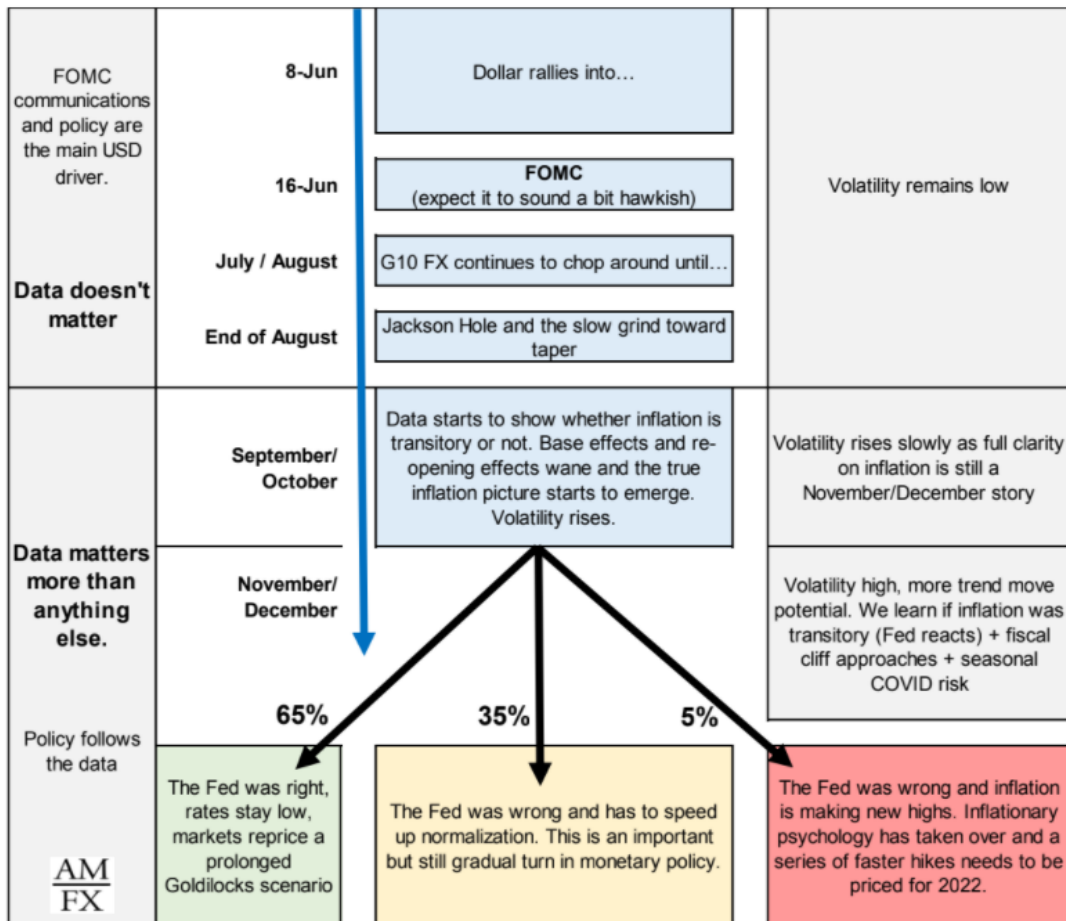 FOMC
communications
and policy are
the main USD
driver.
Data doesn't
matter
8-Jun
Dollar rallies into…
16-Jun
FOMC
(expect it to sound a bit hawkish)
July / August
G10 FX continues to chop around until…
End of August
Jackson Hole and the slow grind toward
taper
Volatility remains low
Data matters
more than
anything
else.
Policy follows
the data
September/
October
Data starts to show whether inflation is
transitory or not. Base effects and re-
opening effects wane and the true
inflation picture starts to emerge.
Volatility rises.
Volatility rises slowly as full clarity
on inflation is still a
November/December story
November/
December
Volatility high, more trend move
potential. We learn if inflation was
transitory (Fed reacts) + fiscal
cliff approaches + seasonal
COVID risk
65%
35%
5%
The Fed was right,
rates stay low,
markets reprice a
prolonged
Goldilocks scenario
The Fed was wrong and has to speed
up normalization. This is an important
but still gradual turn in monetary policy.
The Fed was wrong and inflation
is making new highs. Inflationary
psychology has taken over and a
series of faster hikes needs to be
priced for 2022.
AM
FX